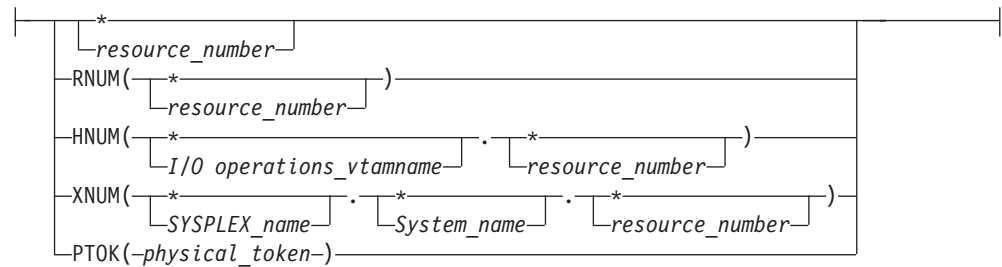 *
resource_number
RNUM( * )
resource_number
HNUM( * . * )
I/O operations_vtamname resource_number
XNUM( * . * . * )
SYSPLEX_name System_name resource_number
PTOK( physical_token )